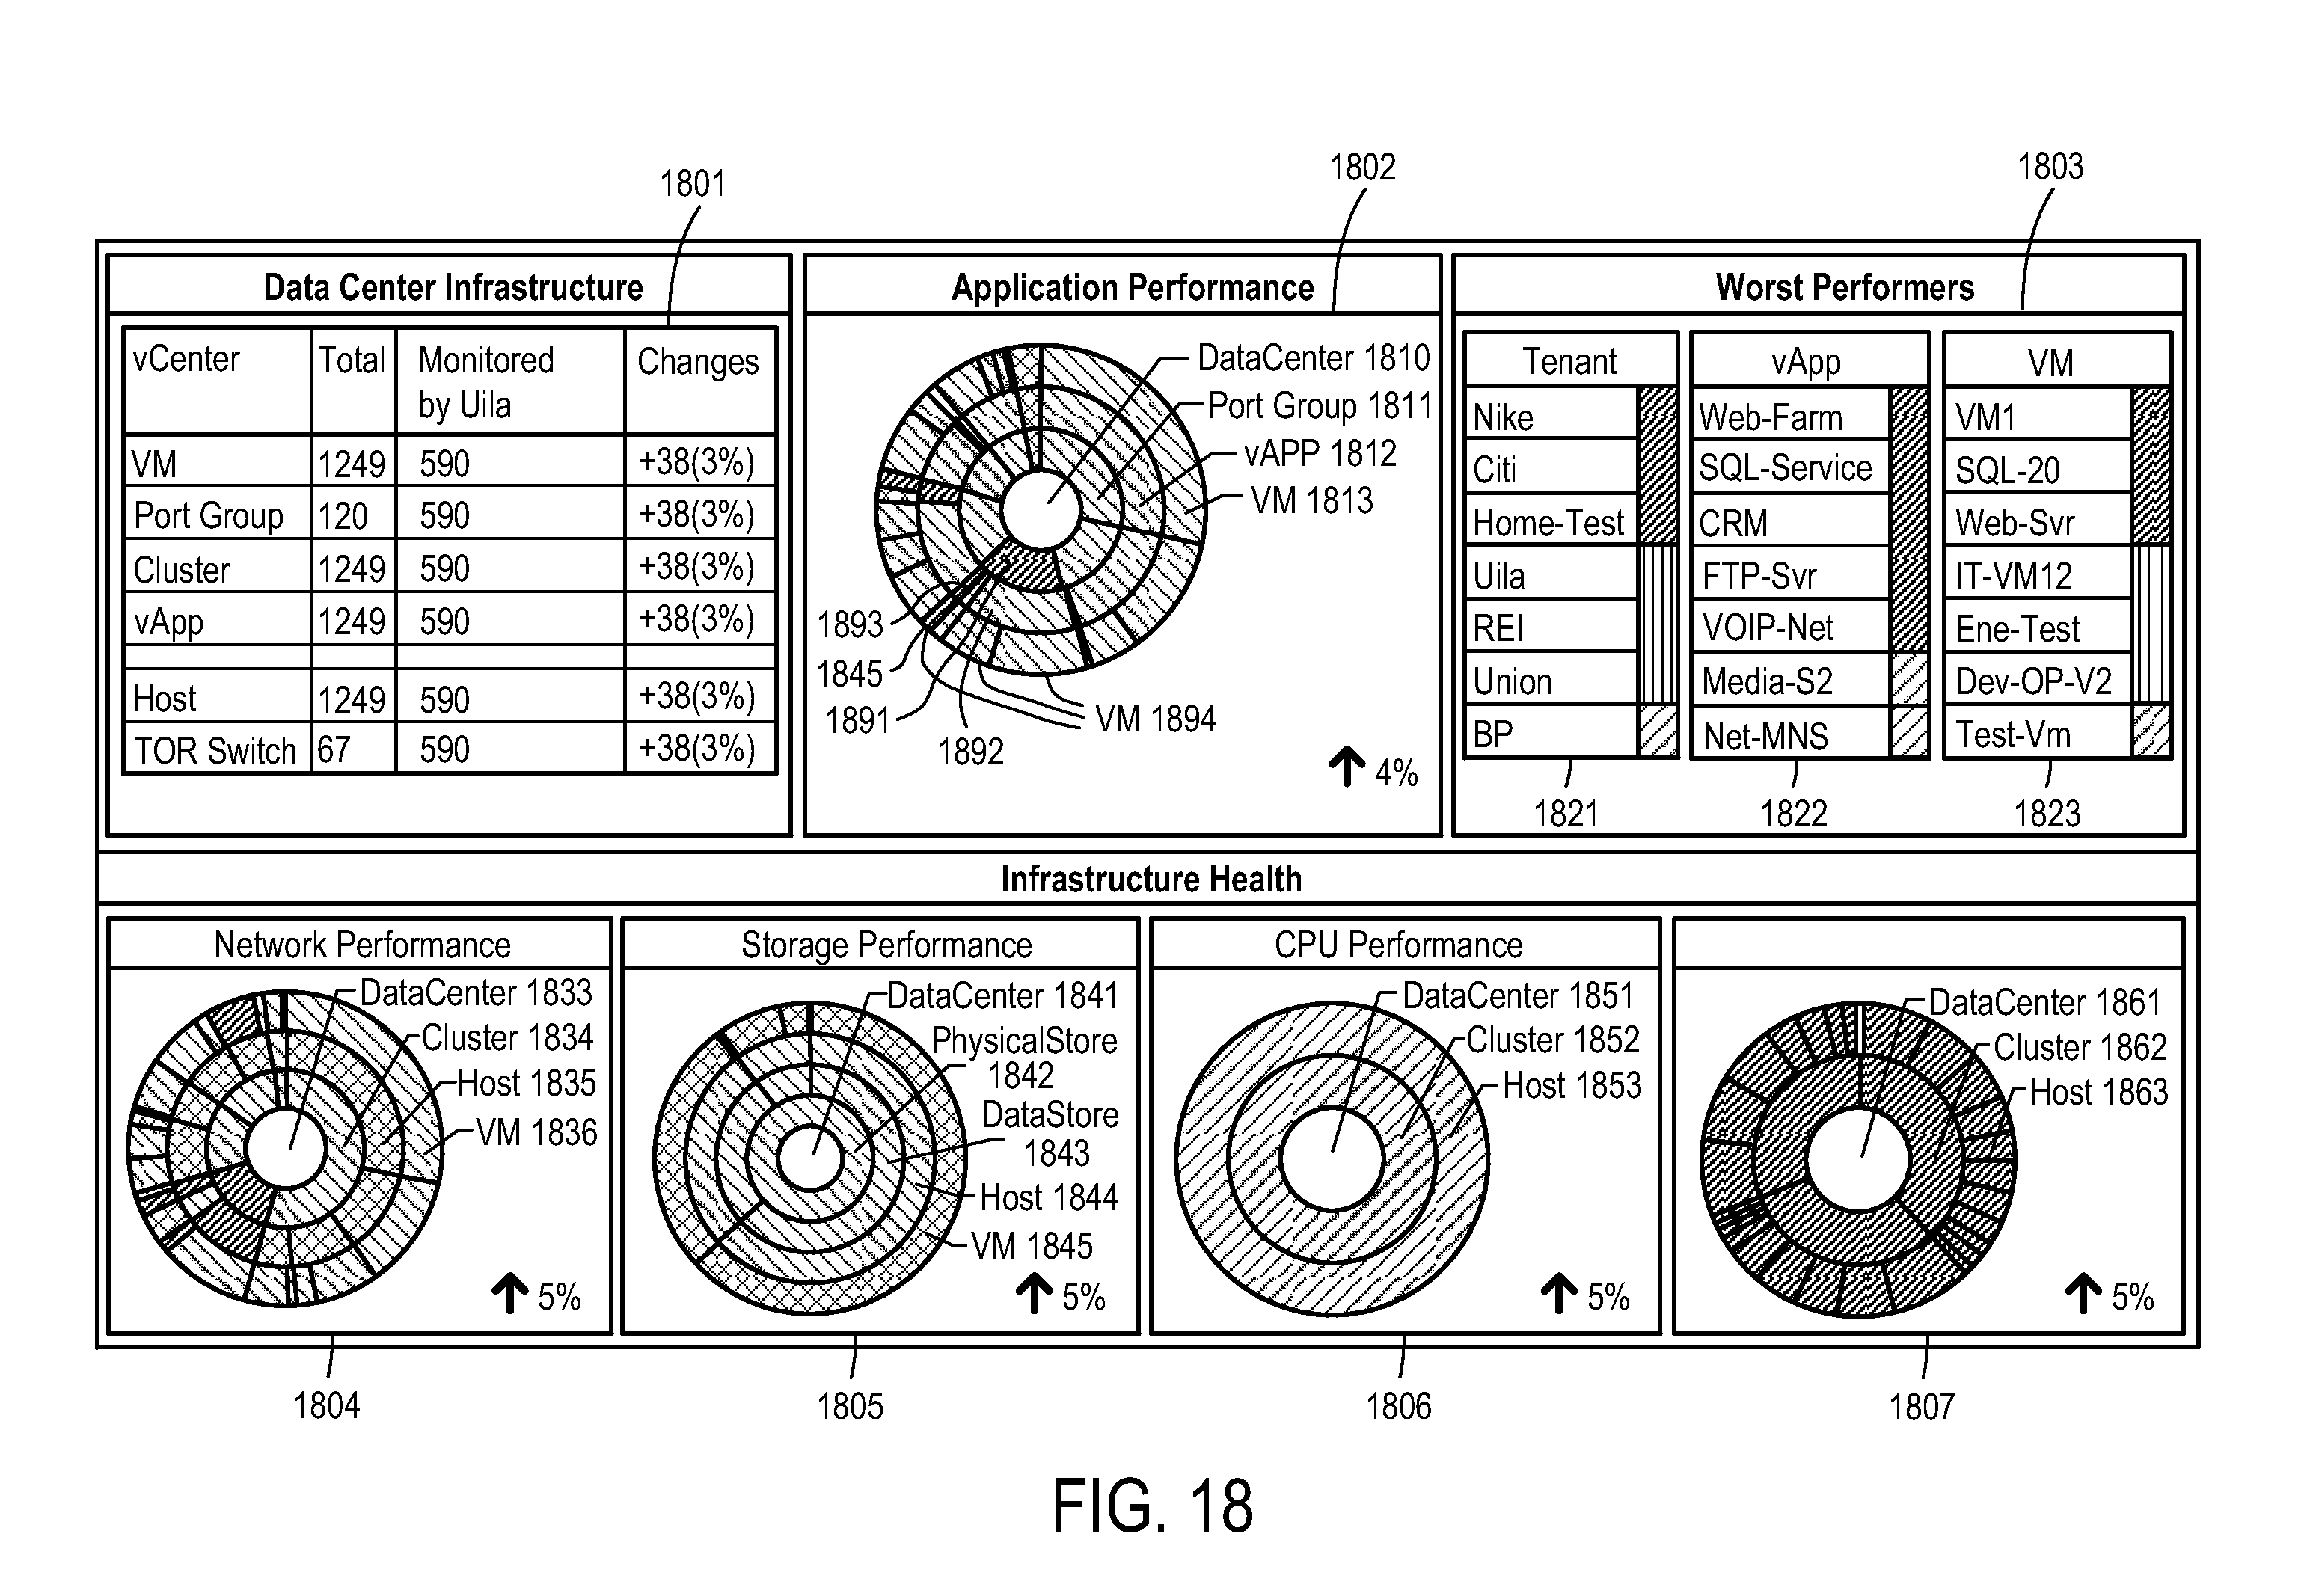 1801
1802
1803
Data Center Infrastructure
vCenter Total Monitored by Uila Changes
VM 1249 590 +38(3%)
Port Group 120 590 +38(3%)
Cluster 1249 590 +38(3%)
vApp 1249 590 +38(3%)
Host 1249 590 +38(3%)
TOR Switch 67 590 +38(3%)
Application Performance
DataCenter 1810
Port Group 1811
vAPP 1812
VM 1813
1893
1845
1891
1892
VM 1894
4%
Worst Performers
Tenant
Nike
Citi
Home-Test
Uila
REI
Union
BP
1821
vApp
Web-Farm
SQL-Service
CRM
FTP-Svr
VOIP-Net
Media-S2
Net-MNS
1822
VM
VM1
SQL-20
Web-Svr
IT-VM12
Ene-Test
Dev-OP-V2
Test-Vm
1823
Infrastructure Health
Network Performance
DataCenter 1833
Cluster 1834
Host 1835
VM 1836
5%
1804
Storage Performance
DataCenter 1841
PhysicalStore
1842
DataStore
1843
Host 1844
VM 1845
5%
1805
CPU Performance
DataCenter 1851
Cluster 1852
Host 1853
5%
1806
DataCenter 1861
Cluster 1862
Host 1863
5%
1807
FIG. 18